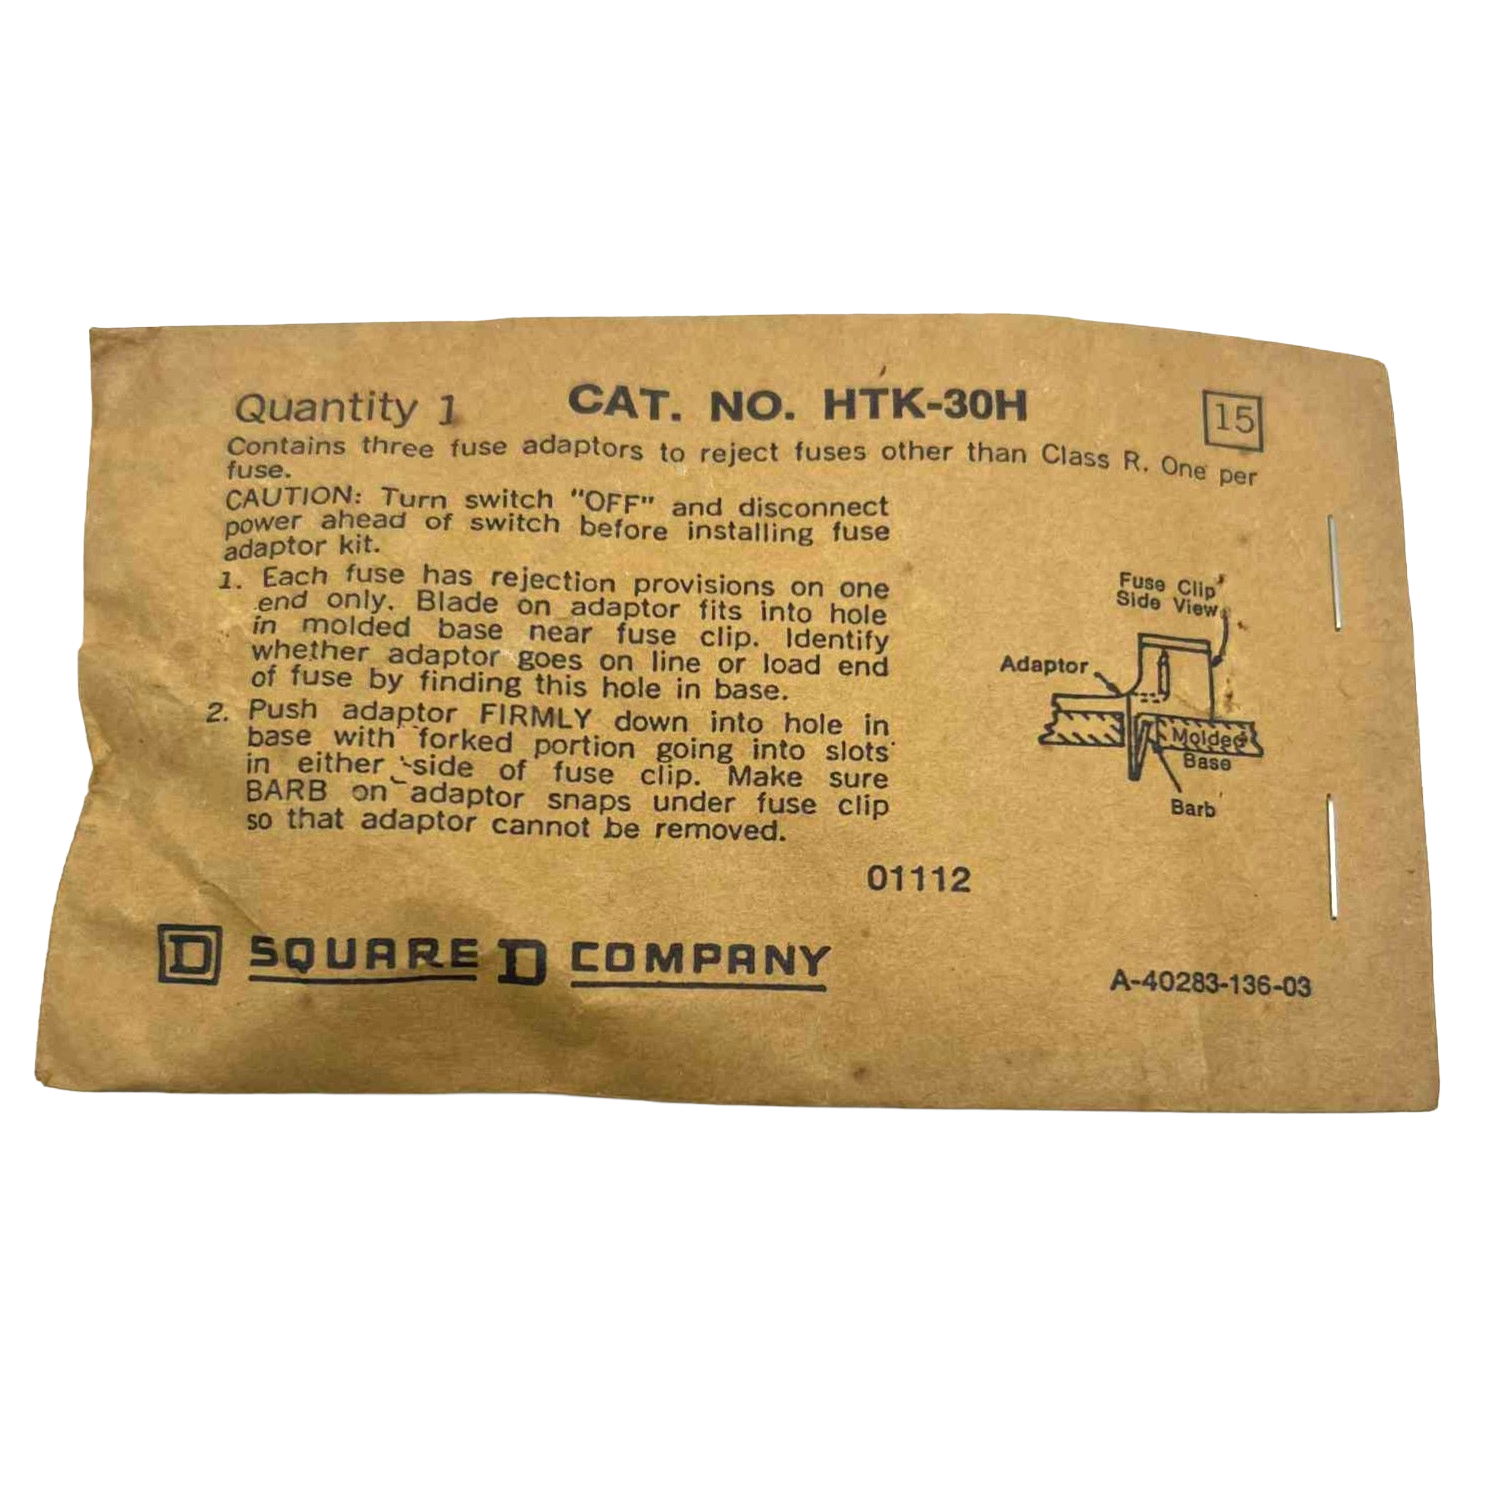 Quantity 1 CAT. NO. HTK-30H 15
Contains three fuse adaptors to reject fuses other than Class R. One per
fuse.
CAUTION: Turn switch "OFF" and disconnect
power ahead of switch before installing fuse
adaptor kit.
1. Each fuse has rejection provisions on one
end only. Blade on adaptor fits into hole
in molded base near fuse clip. Identify
whether adaptor goes on line or load end
of fuse by finding this hole in base.
2. Push adaptor FIRMLY down into hole in
base with forked portion going into slots
in either side of fuse clip. Make sure
BARB on adaptor snaps under fuse clip
so that adaptor cannot be removed.
Fuse Clip
Side View
Adaptor
Molded
Base
Barb
01112
D SQUARE D COMPANY
A-40283-136-03